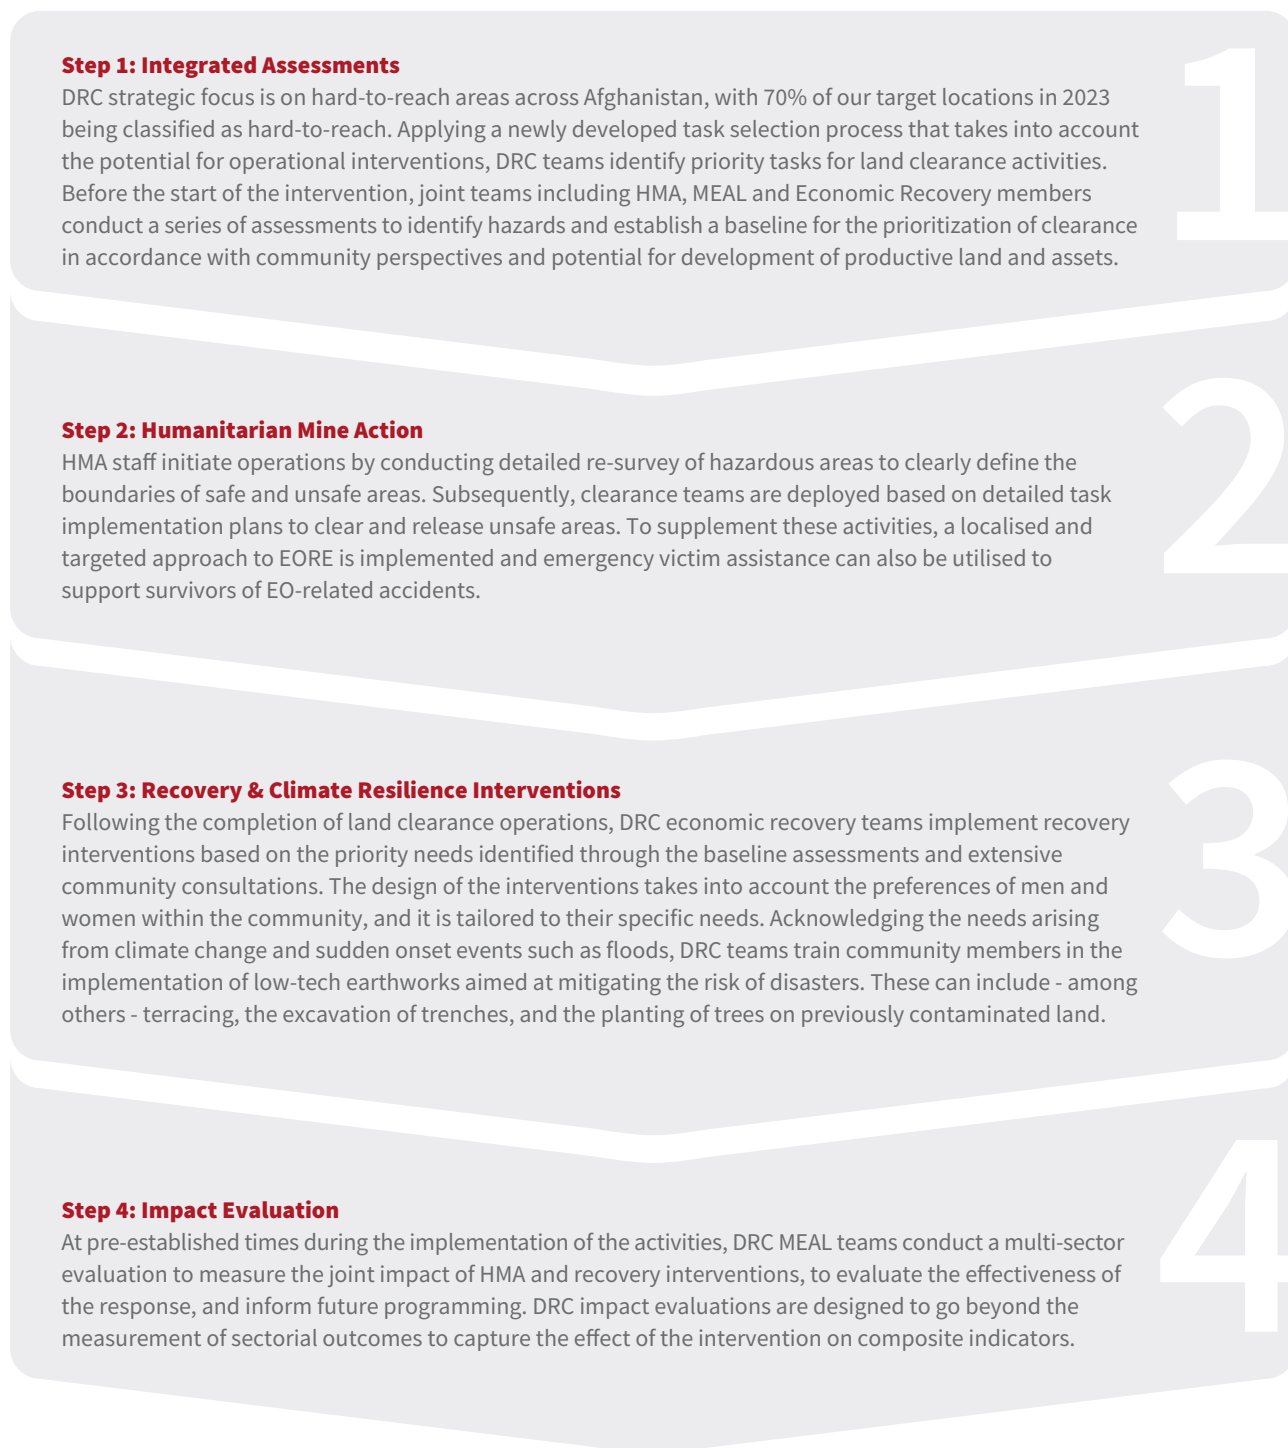 Step 1: Integrated Assessments
DRC strategic focus is on hard-to-reach areas across Afghanistan, with 70% of our target locations in 2023
being classified as hard-to-reach. Applying a newly developed task selection process that takes into account
the potential for operational interventions, DRC teams identify priority tasks for land clearance activities.
Before the start of the intervention, joint teams including HMA, MEAL and Economic Recovery members
conduct a series of assessments to identify hazards and establish a baseline for the prioritization of clearance
in accordance with community perspectives and potential for development of productive land and assets.
1
Step 2: Humanitarian Mine Action
HMA staff initiate operations by conducting detailed re-survey of hazardous areas to clearly define the
boundaries of safe and unsafe areas. Subsequently, clearance teams are deployed based on detailed task
implementation plans to clear and release unsafe areas. To supplement these activities, a localised and
targeted approach to EORE is implemented and emergency victim assistance can also be utilised to
support survivors of EO-related accidents.
2
Step 3: Recovery & Climate Resilience Interventions
Following the completion of land clearance operations, DRC economic recovery teams implement recovery
interventions based on the priority needs identified through the baseline assessments and extensive
community consultations. The design of the interventions takes into account the preferences of men and
women within the community, and it is tailored to their specific needs. Acknowledging the needs arising
from climate change and sudden onset events such as floods, DRC teams train community members in the
implementation of low-tech earthworks aimed at mitigating the risk of disasters. These can include - among
others - terracing, the excavation of trenches, and the planting of trees on previously contaminated land.
3
Step 4: Impact Evaluation
At pre-established times during the implementation of the activities, DRC MEAL teams conduct a multi-sector
evaluation to measure the joint impact of HMA and recovery interventions, to evaluate the effectiveness of
the response, and inform future programming. DRC impact evaluations are designed to go beyond the
measurement of sectorial outcomes to capture the effect of the intervention on composite indicators.
4